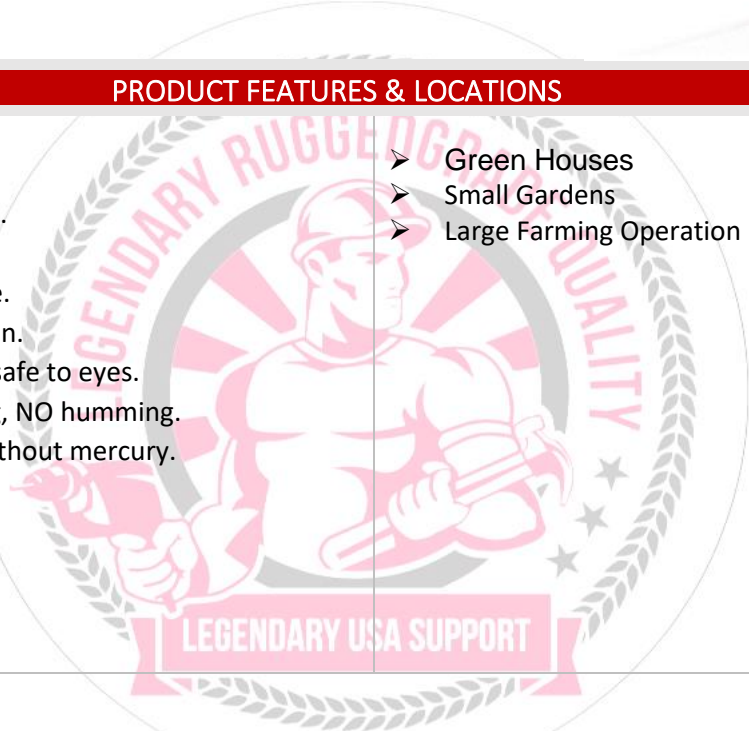 PRODUCT FEATURES & LOCATIONS
.
e.
n.
safe to eyes.
, NO humming.
thout mercury.
➢ Green Houses
➢ Small Gardens
➢ Large Farming Operation
LEGENDARY RUGGEDGRADE QUALITY
LEGENDARY USA SUPPORT